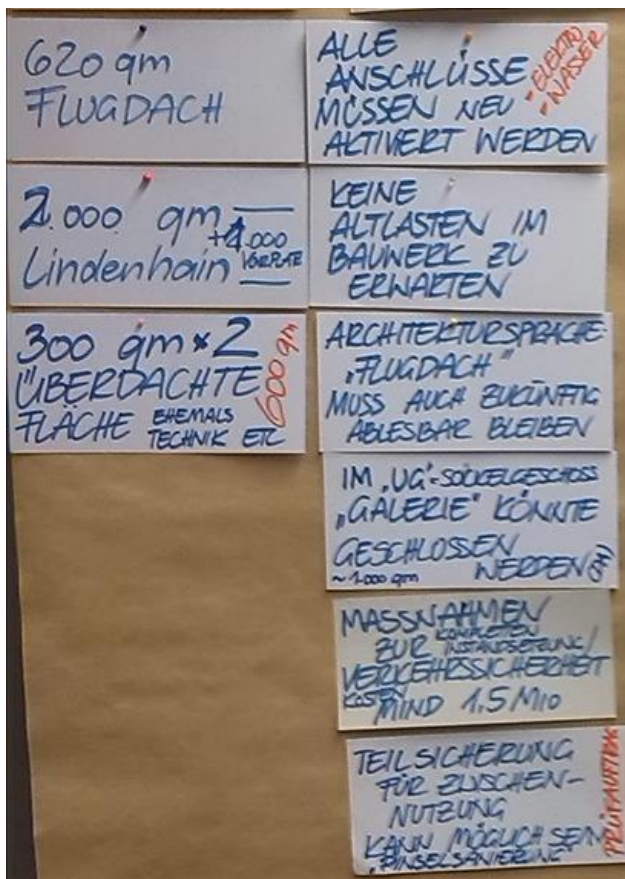 620 qm
FLUGDACH
2.000 qm
+1.000
VORPLATZ
Lindenhain
300 qm x 2
ÜBERDACHTE
FLÄCHE EHEMALS
TECHNIK ETC
600 qm
ALLE
ANSCHLÜSSE
MÜSSEN NEU
AKTIVIERT WERDEN
- ELEKTRO
- WASSER
KEINE
ALTLASTEN IM
BAUWERK ZU
ERWARTEN
ARCHITEKTURSPRACHE:
"FLUGDACH"
MUSS AUCH ZUKÜNFTIG
ABLESBAR BLEIBEN
IM "UG"-SOCKELGESCHOSS
"GALERIE" KÖNNTE
GESCHLOSSEN
~1.000 qm WERDEN
MASSNAHMEN
ZUR KOMPLETTEN
INSTANDSETZUNG/
VERKEHRSSICHERHEIT
KOSTEN
MIND 1.5 MIO
TEILSICHERUNG
FÜR ZWISCHEN-
NUTZUNG
KANN MÖGLICH SEIN
"PINSELSANIERUNG"
PRÜFAUFTRAG